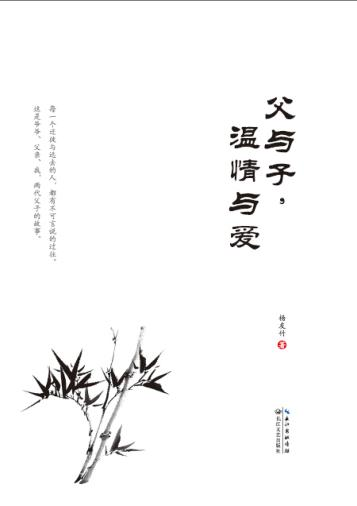 父与子，
温情与爱
每一个迁徙与远去的人，都有不可言说的过往。
这是爷爷、父亲、我，两代父子的故事。
杨友竹
著
长江出版传媒
长江文艺出版社